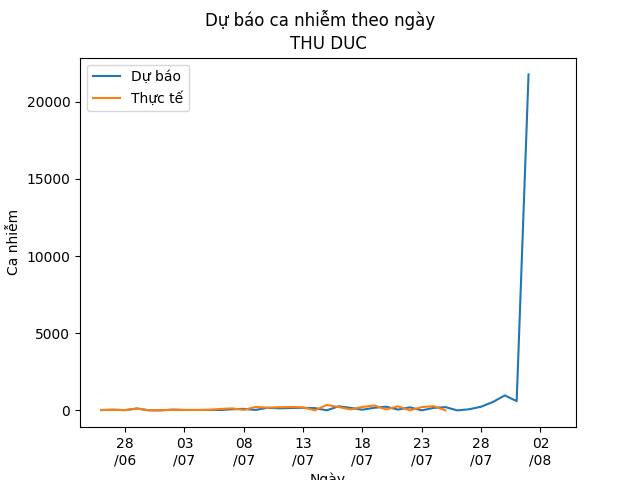 Dự báo ca nhiễm theo ngày
THU DUC
Dự báo
Thực tế
Ca nhiễm
20000
15000
10000
5000
0
28 03 08 13 18 23 28 02
/06 /07 /07 /07 /07 /07 /07 /08
Ngày